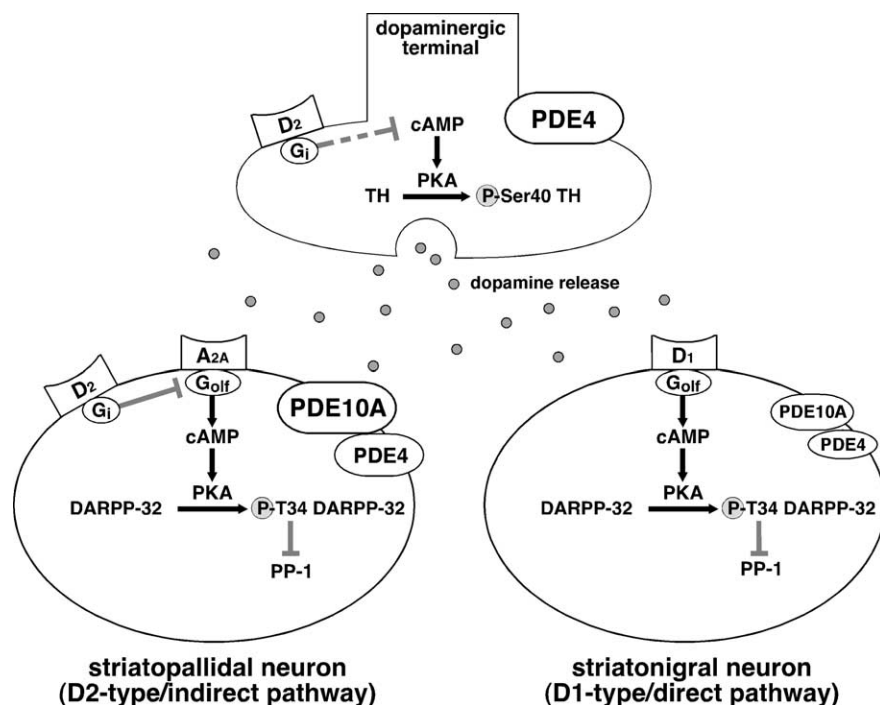 dopaminergic
terminal
D2
Gi
cAMP
PDE4
PKA
TH
P-Ser40 TH
dopamine release
D2
Gi
A2A
Golf
PDE10A
PDE4
cAMP
PKA
DARPP-32
P-T34 DARPP-32
PP-1
striatopallidal neuron
(D2-type/indirect pathway)
D1
Golf
PDE10A
PDE4
cAMP
PKA
DARPP-32
P-T34 DARPP-32
PP-1
striatonigral neuron
(D1-type/direct pathway)